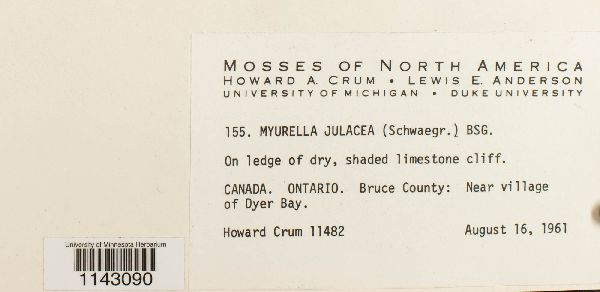 MOSSES OF NORTH AMERICA
HOWARD A. CRUM • LEWIS E. ANDERSON
UNIVERSITY OF MICHIGAN • DUKE UNIVERSITY
155. MYURELLA JULACEA (Schwaegr.) BSG.
On ledge of dry, shaded limestone cliff.
CANADA. ONTARIO. Bruce County: Near village
of Dyer Bay.
Howard Crum 11482 August 16, 1961
University of Minnesota Herbarium
1143090